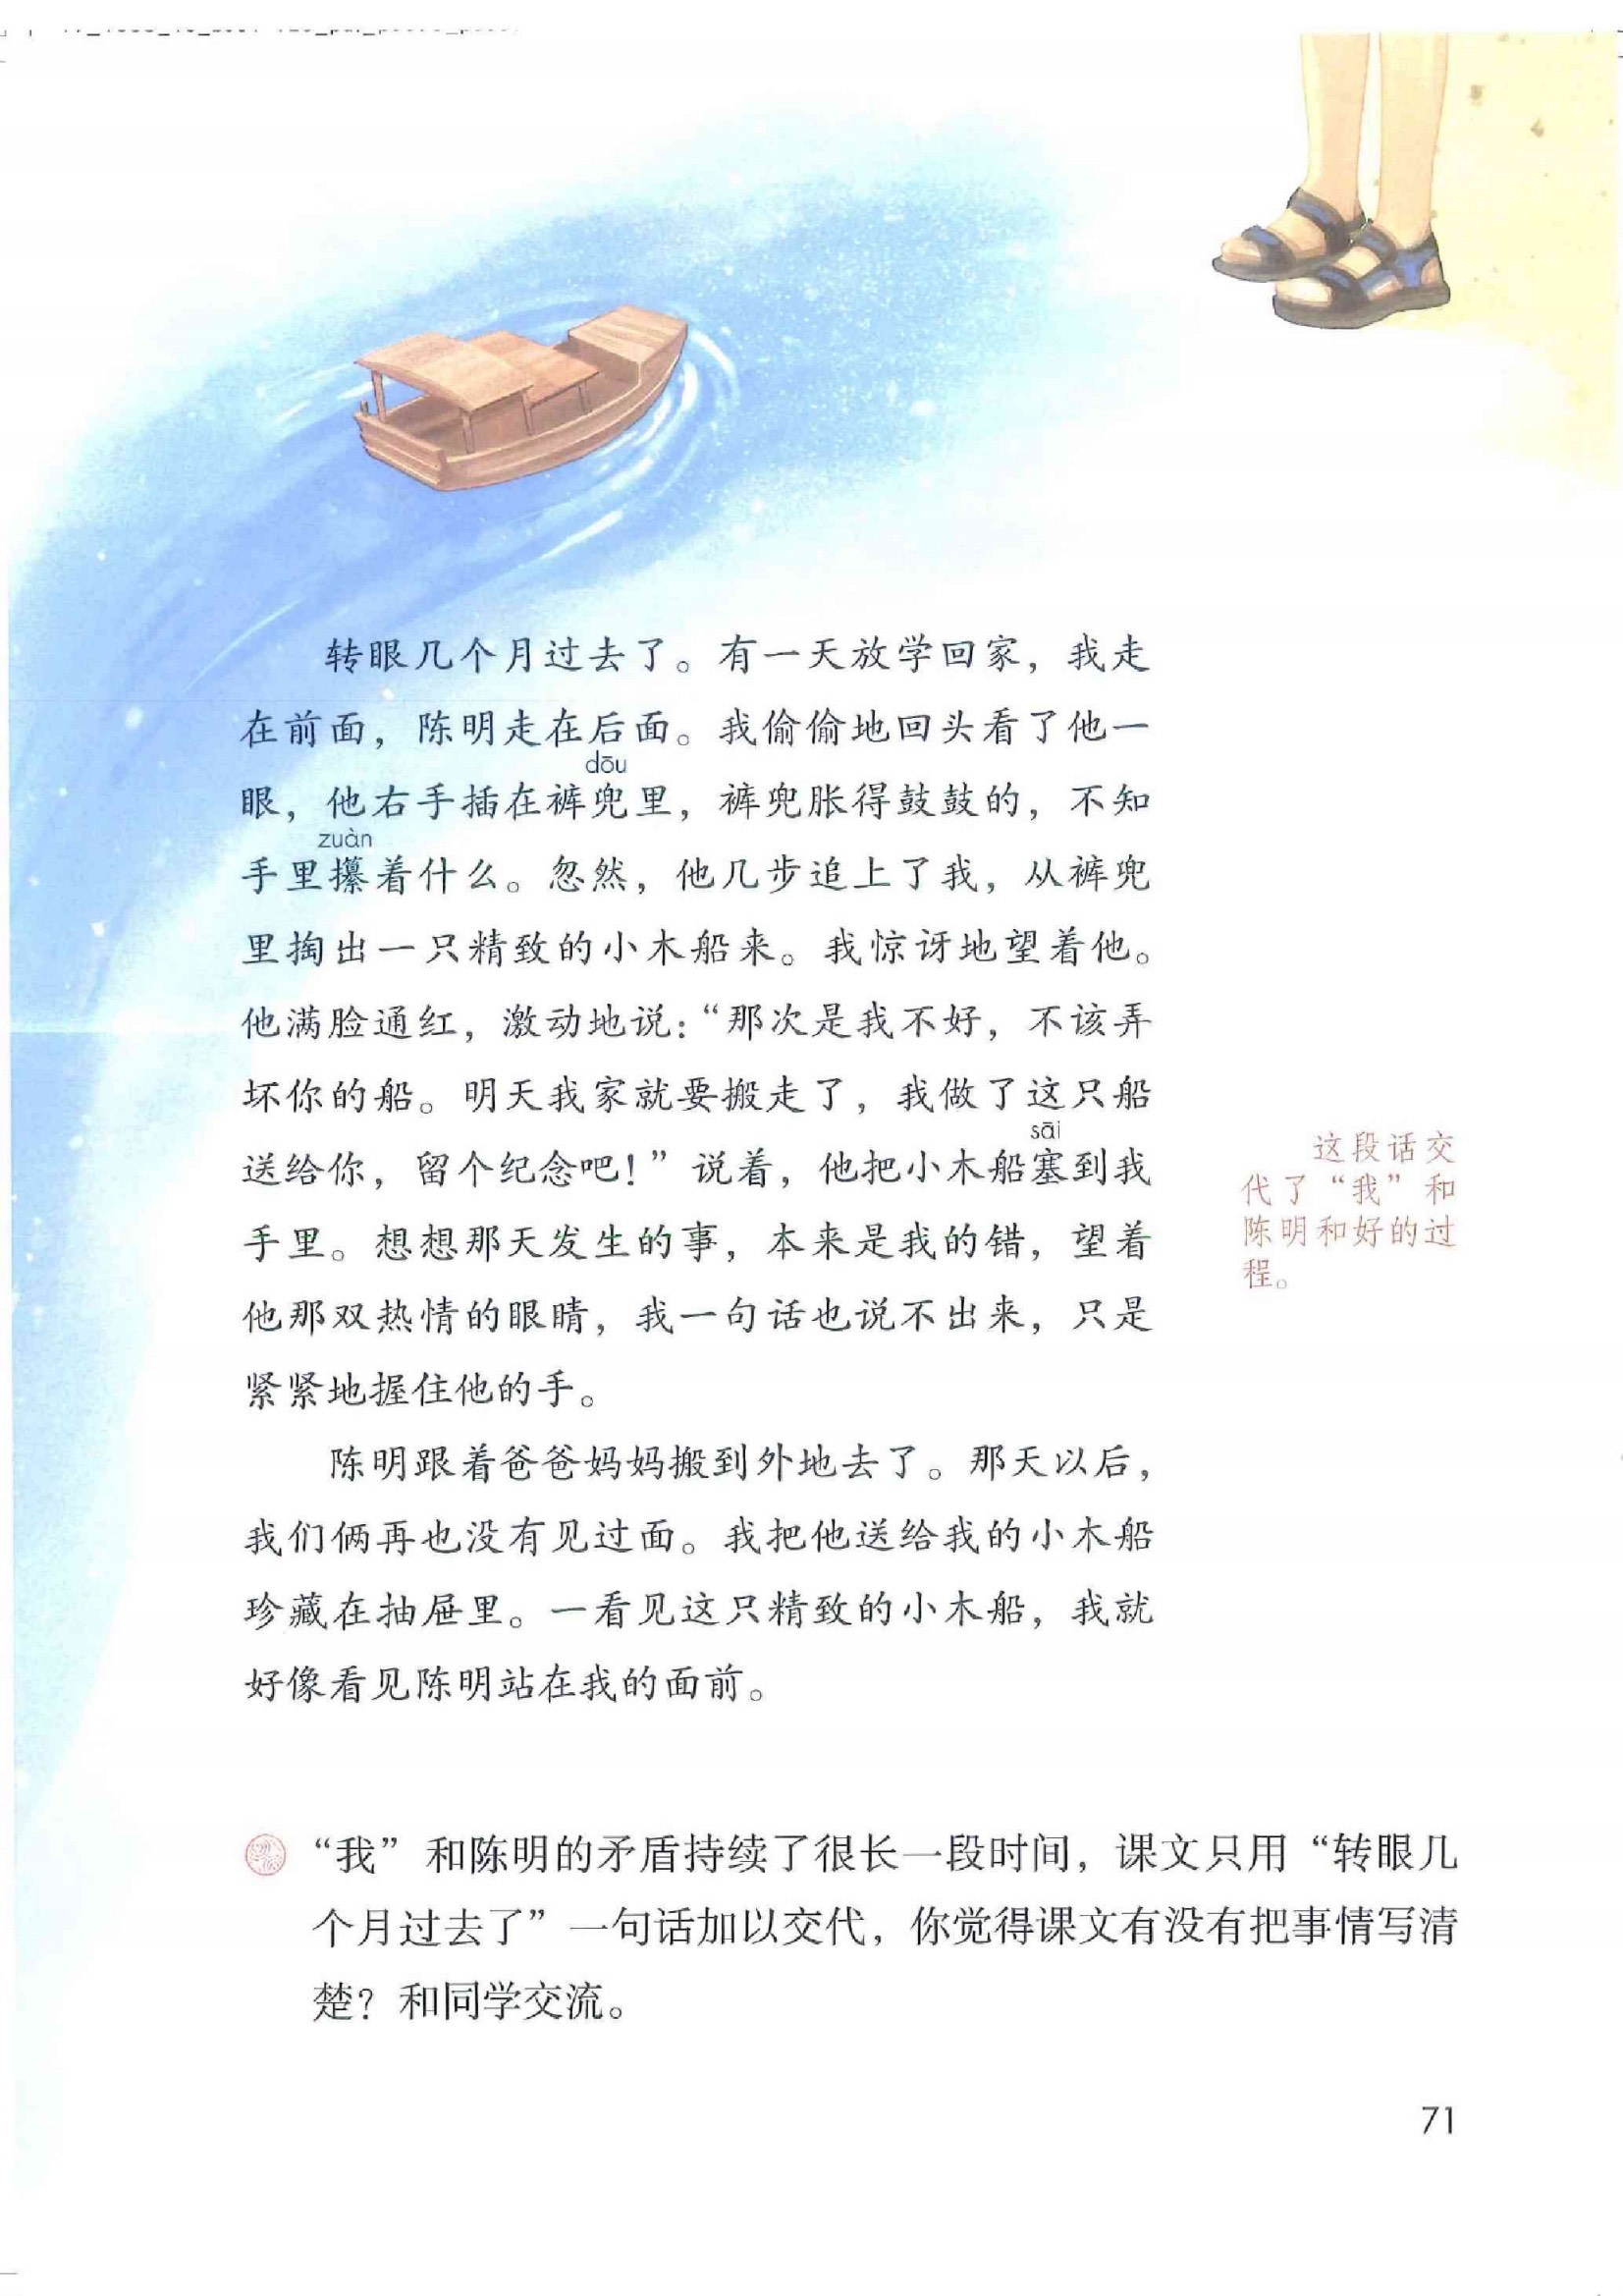 转眼几个月过去了。有一天放学回家，我走
在前面，陈明走在后面。我偷偷地回头看了他一
dōu
眼，他右手插在裤兜里，裤兜胀得鼓鼓的，不知
zuàn
手里攥着什么。忽然，他几步追上了我，从裤兜
里掏出一只精致的小木船来。我惊讶地望着他。
他满脸通红，激动地说：“那次是我不好，不该弄
坏你的船。明天我家就要搬走了，我做了这只船
sāi
送给你，留个纪念吧！”说着，他把小木船塞到我
手里。想想那天发生的事，本来是我的错，望着
他那双热情的眼睛，我一句话也说不出来，只是
紧紧地握住他的手。
陈明跟着爸爸妈妈搬到外地去了。那天以后，
我们俩再也没有见过面。我把他送给我的小木船
珍藏在抽屉里。一看见这只精致的小木船，我就
好像看见陈明站在我的面前。
这段话交
代了“我”和
陈明和好的过
程。
“我”和陈明的矛盾持续了很长一段时间，课文只用“转眼几
个月过去了”一句话加以交代，你觉得课文有没有把事情写清
楚？和同学交流。
71